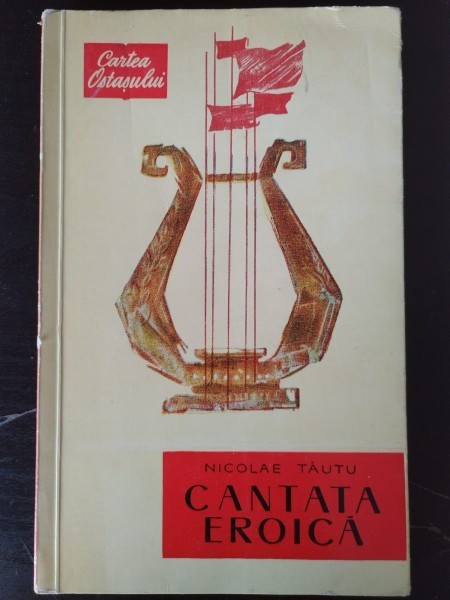 Cartea
Ostașului
NICOLAE TĂUTU
CANTATA
EROICĂ